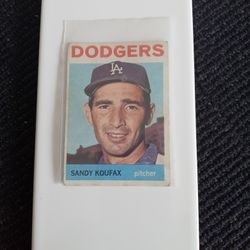 DODGERS
LA
SANDY KOUFAX pitcher